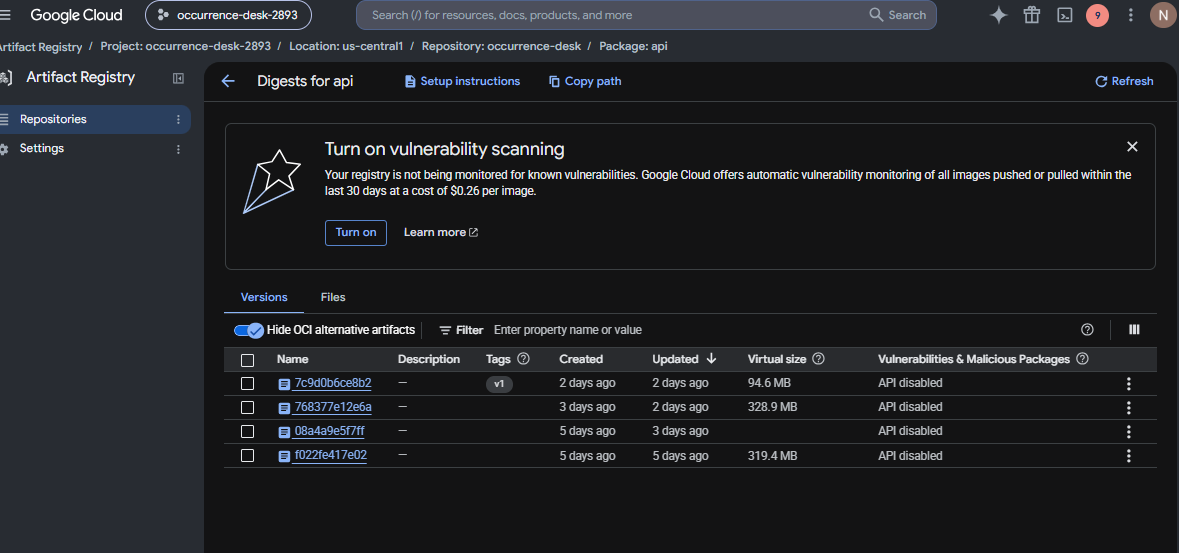 Google Cloud
occurrence-desk-2893
Search (/) for resources, docs, products, and more
Search
9
N
Artifact Registry / Project: occurrence-desk-2893 / Location: us-central1 / Repository: occurrence-desk / Package: api
Artifact Registry
Digests for api
Setup instructions
Copy path
Refresh
Repositories
Settings
Turn on vulnerability scanning
Your registry is not being monitored for known vulnerabilities. Google Cloud offers automatic vulnerability monitoring of all images pushed or pulled within the
last 30 days at a cost of $0.26 per image.
Turn on
Learn more
Versions
Files
Hide OCI alternative artifacts
Filter
Enter property name or value
Name Description Tags Created Updated Virtual size Vulnerabilities & Malicious Packages
7c9d0b6ce8b2 — v1 2 days ago 2 days ago 94.6 MB API disabled
768377e12e6a — 3 days ago 2 days ago 328.9 MB API disabled
08a4a9e5f7ff — 5 days ago 3 days ago API disabled
f022fe417e02 — 5 days ago 5 days ago 319.4 MB API disabled